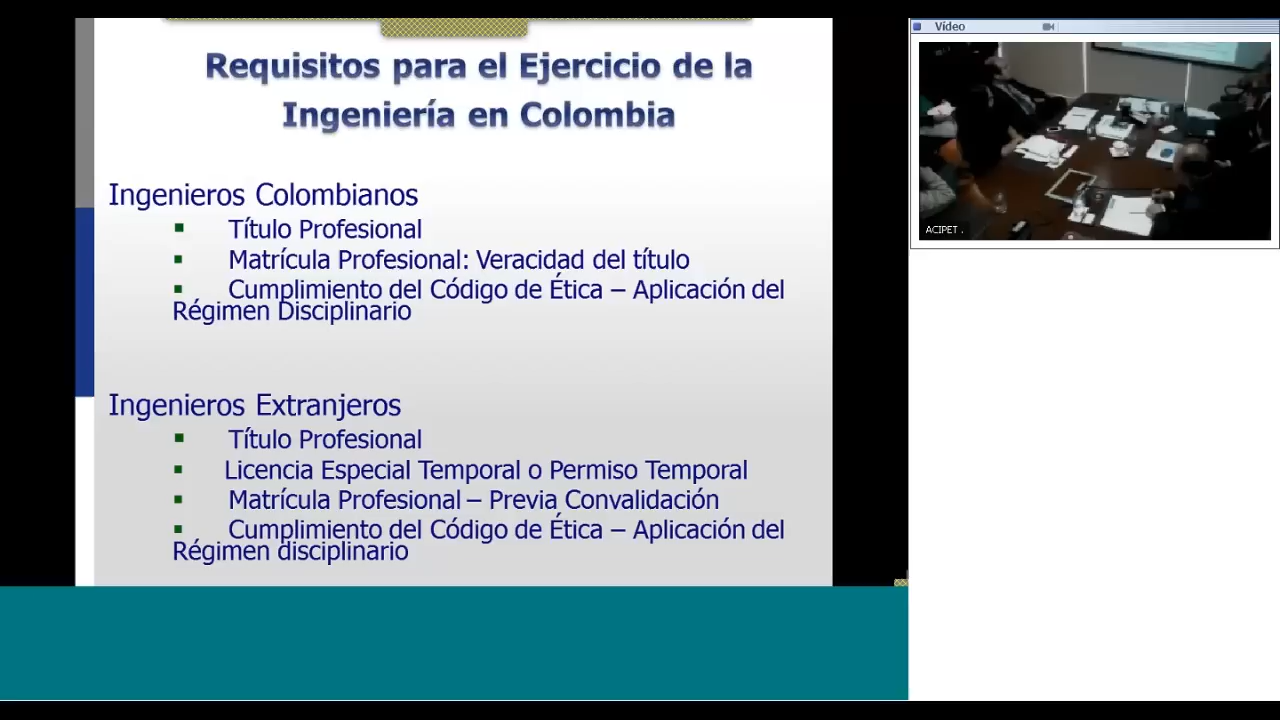 Requisitos para el Ejercicio de la
Ingeniería en Colombia
Ingenieros Colombianos
Título Profesional
Matrícula Profesional: Veracidad del título
Cumplimiento del Código de Ética – Aplicación del
Régimen Disciplinario
Ingenieros Extranjeros
Título Profesional
Licencia Especial Temporal o Permiso Temporal
Matrícula Profesional – Previa Convalidación
Cumplimiento del Código de Ética – Aplicación del
Régimen disciplinario
Vídeo
ACIPET .